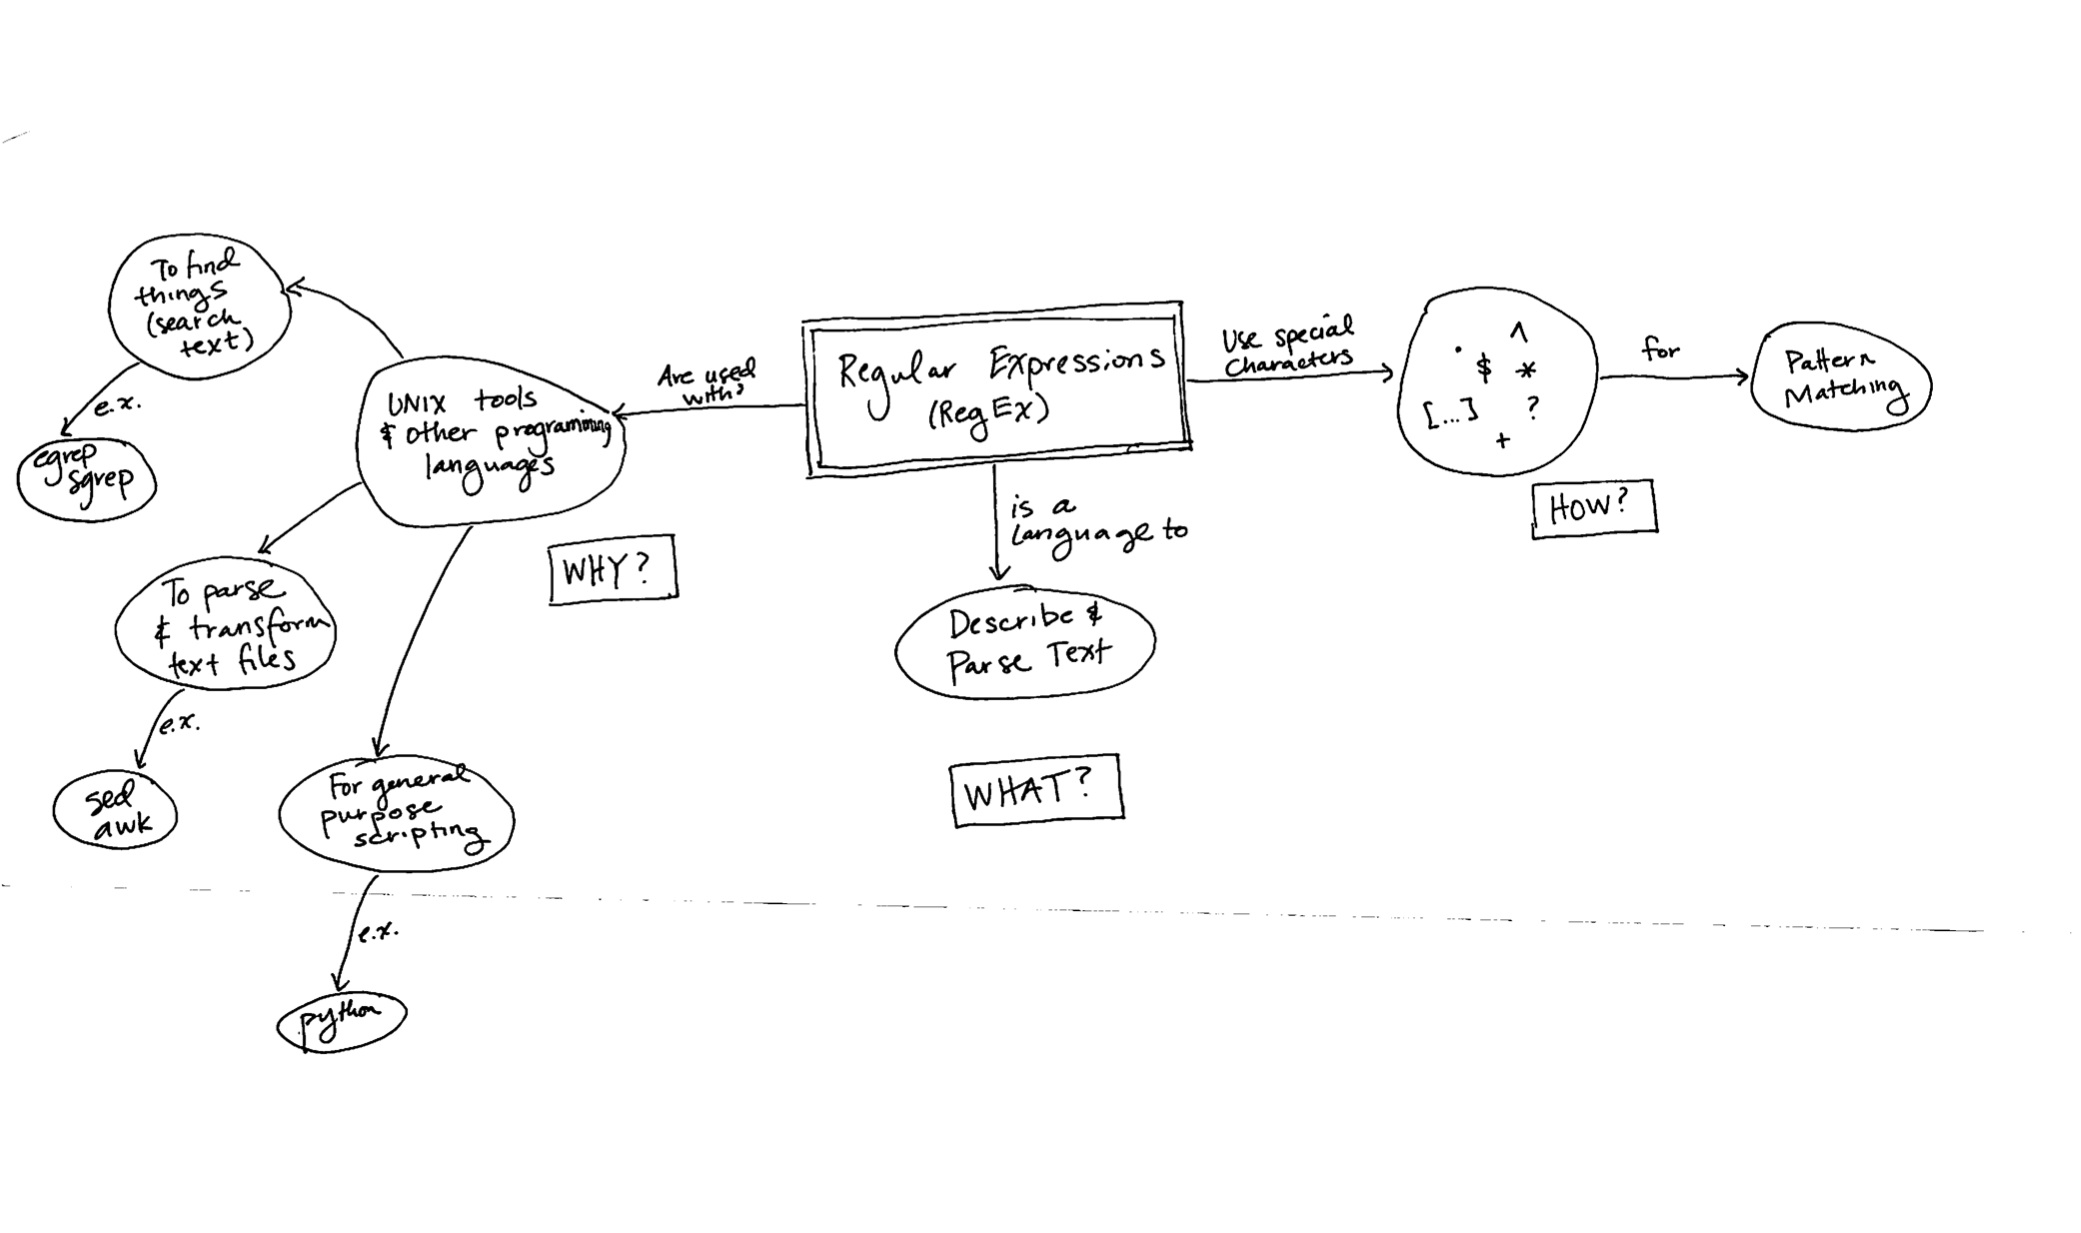 To find
things
(search
text)
e.x.
egrep
sgrep
UNIX tools
& other programming
languages
Are used
with
Regular Expressions
(RegEx)
Use special
Characters
. ^
$ *
[...] ?
+
for
Pattern
Matching
HOW?
WHY?
is a
Language to
Describe &
Parse Text
WHAT?
To parse
& transform
text files
e.x.
sed
awk
For general
purpose
scripting
e.x.
python